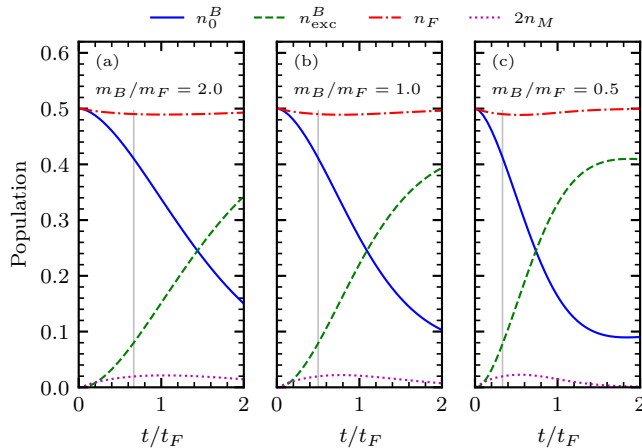 n_0^B n_exc^B n_F 2n_M
(a) (b) (c)
m_B/m_F = 2.0 m_B/m_F = 1.0 m_B/m_F = 0.5
Population
0.6
0.5
0.4
0.3
0.2
0.1
0.0
0 1 2 0 1 2 0 1 2
t/t_F t/t_F t/t_F